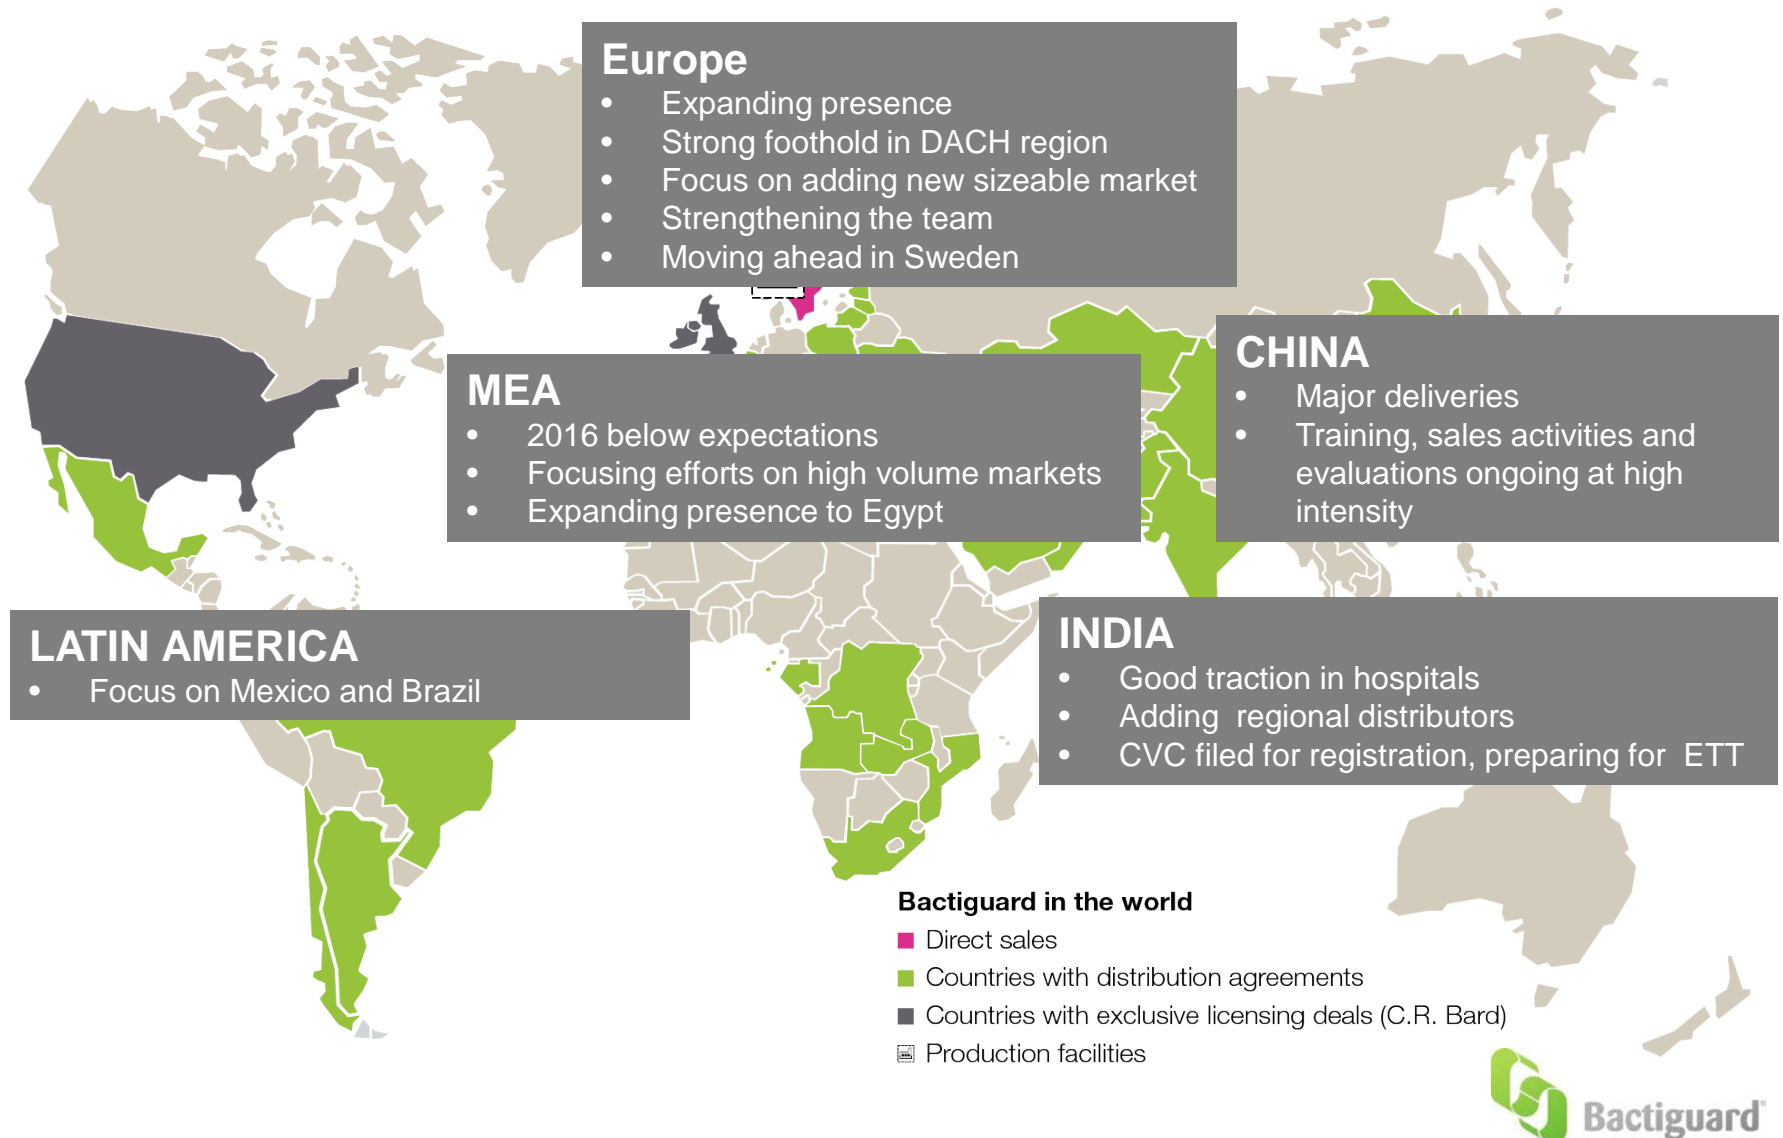 Europe
• Expanding presence
• Strong foothold in DACH region
• Focus on adding new sizeable market
• Strengthening the team
• Moving ahead in Sweden
MEA
• 2016 below expectations
• Focusing efforts on high volume markets
• Expanding presence to Egypt
CHINA
• Major deliveries
• Training, sales activities and
evaluations ongoing at high
intensity
LATIN AMERICA
• Focus on Mexico and Brazil
INDIA
• Good traction in hospitals
• Adding  regional distributors
• CVC filed for registration, preparing for  ETT
Bactiguard in the world
Direct sales
Countries with distribution agreements
Countries with exclusive licensing deals (C.R. Bard)
Production facilities
Bactiguard